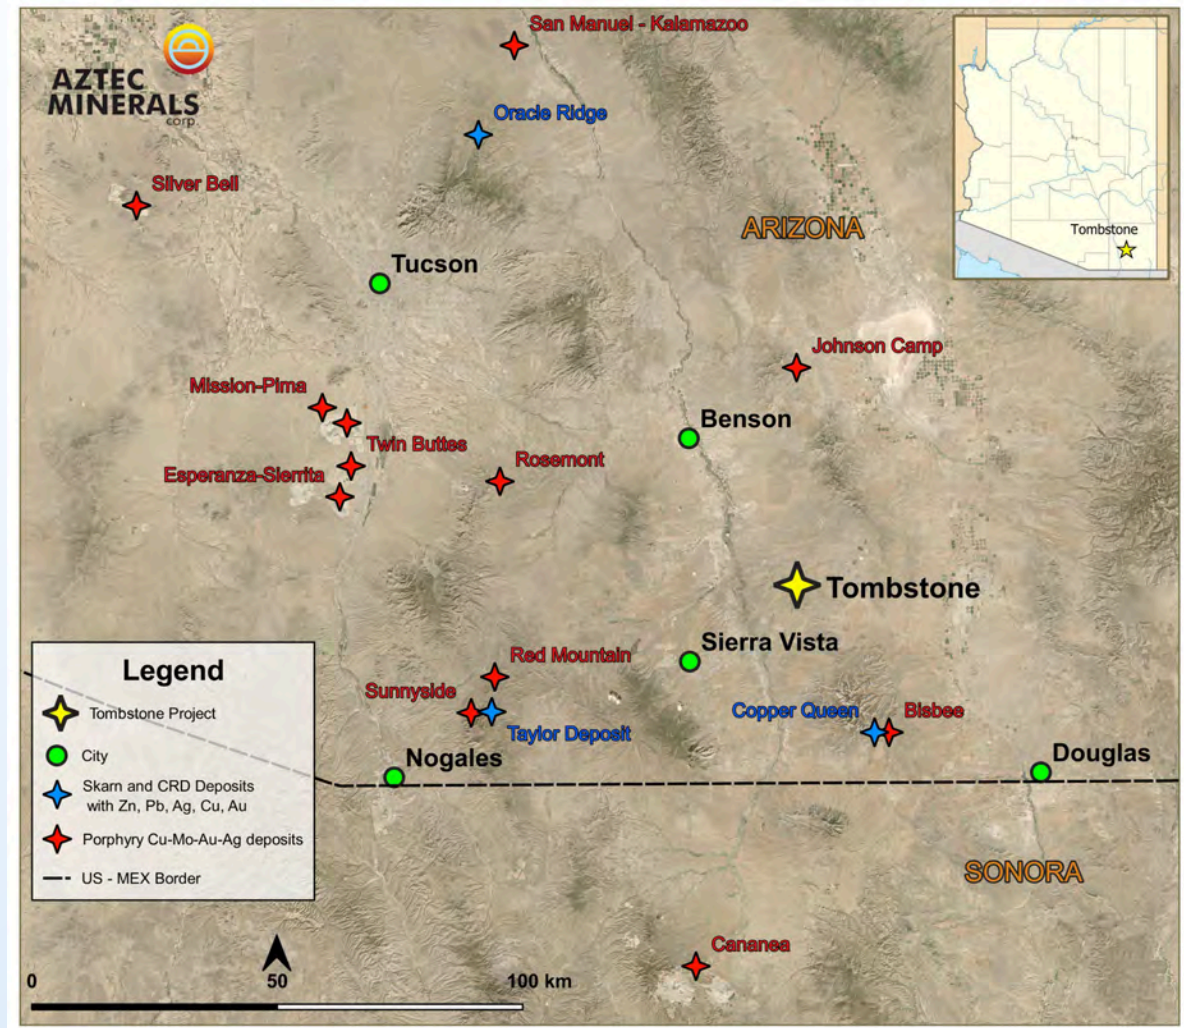 San Manuel - Kalamazoo
AZTEC
MINERALS
corp.
Oracle Ridge
Silver Bell
ARIZONA
Tombstone
Tucson
Johnson Camp
Mission-Pima
Benson
Twin Buttes
Rosemont
Esperanza-Sierrita
Tombstone
Sierra Vista
Red Mountain
Sunnyside
Copper Queen
Bisbee
Taylor Deposit
Nogales
Douglas
Legend
Tombstone Project
City
Skarn and CRD Deposits
with Zn, Pb, Ag, Cu, Au
Porphyry Cu-Mo-Au-Ag deposits
US - MEX Border
SONORA
Cananea
0 50 100 km